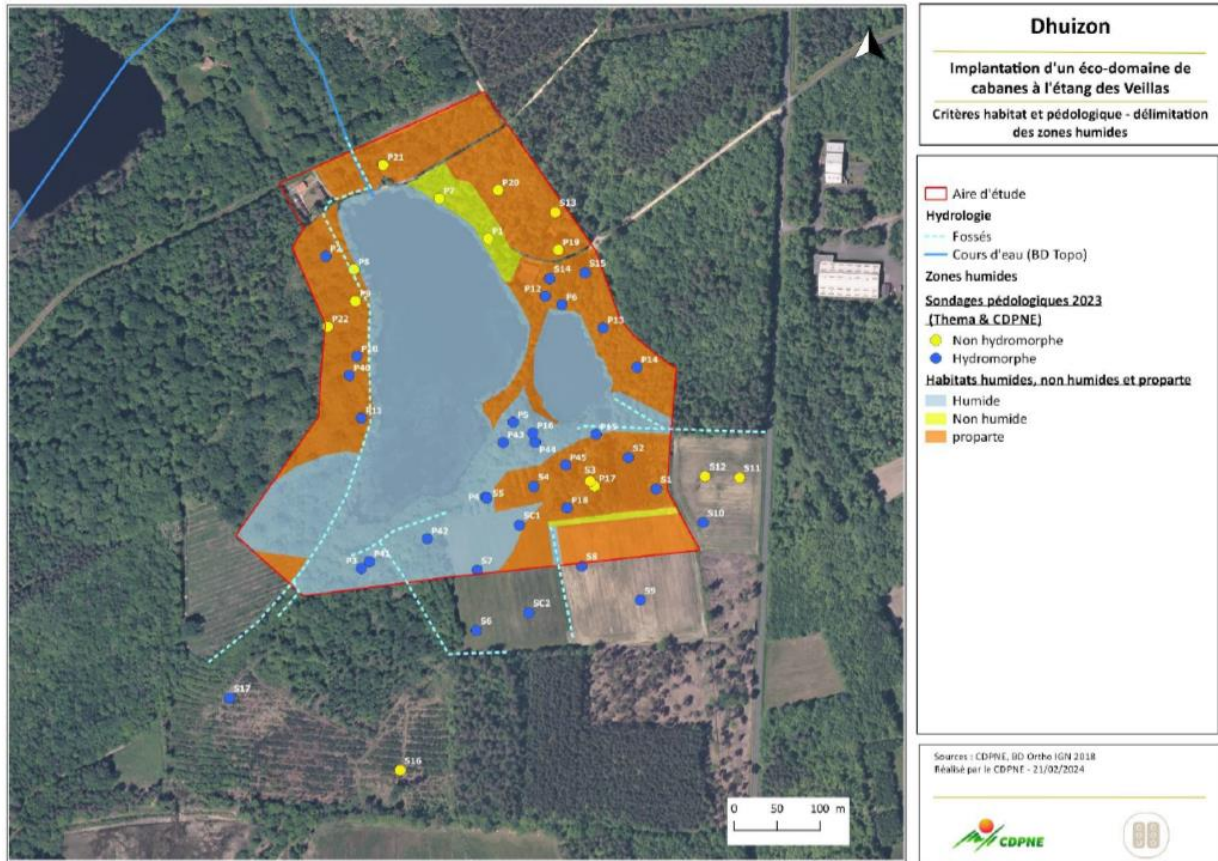 Dhuizon
Implantation d'un éco-domaine de
cabanes à l'étang des Veillas
Critères habitat et pédologique - délimitation
des zones humides
Aire d'étude
Hydrologie
Fossés
Cours d'eau (BD Topo)
Zones humides
Sondages pédologiques 2023
(Thema & CDPNE)
Non hydromorphe
Hydromorphe
Habitats humides, non humides et proparte
Humide
Non humide
proparte
Sources : CDPNE, BD Ortho IGN 2018
Réalisé par le CDPNE - 21/02/2024
CDPNE
0 50 100 m
P21
P20
S13
P1
P19
S14
S15
P12
P6
P13
P22
P14
P40
P5
P16
P15
P43
P44
P45
S2
S3
P17
S12
S11
S4
S1
S5
P18
SC1
S10
P42
P41
P3
S7
S8
SC2
S9
S6
S17
S16